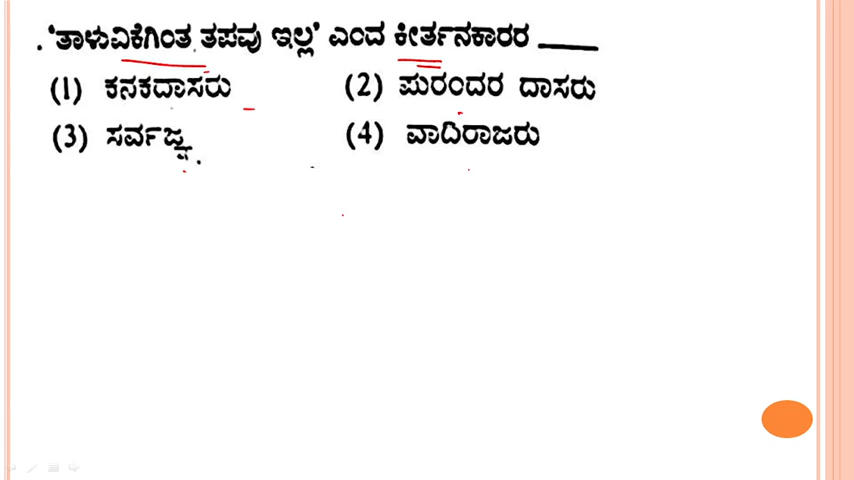 . 'ತಾಳುವಿಕೆಗಿಂತ ತಪವು ಇಲ್ಲ' ಎಂದ ಕೀರ್ತನಕಾರರ ____
(1) ಕನಕದಾಸರು (2) ಪುರಂದರ ದಾಸರು
(3) ಸರ್ವಜ್ಞ . (4) ವಾದಿರಾಜರು